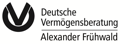 Deutsche
Vermögensberatung
Alexander Frühwald